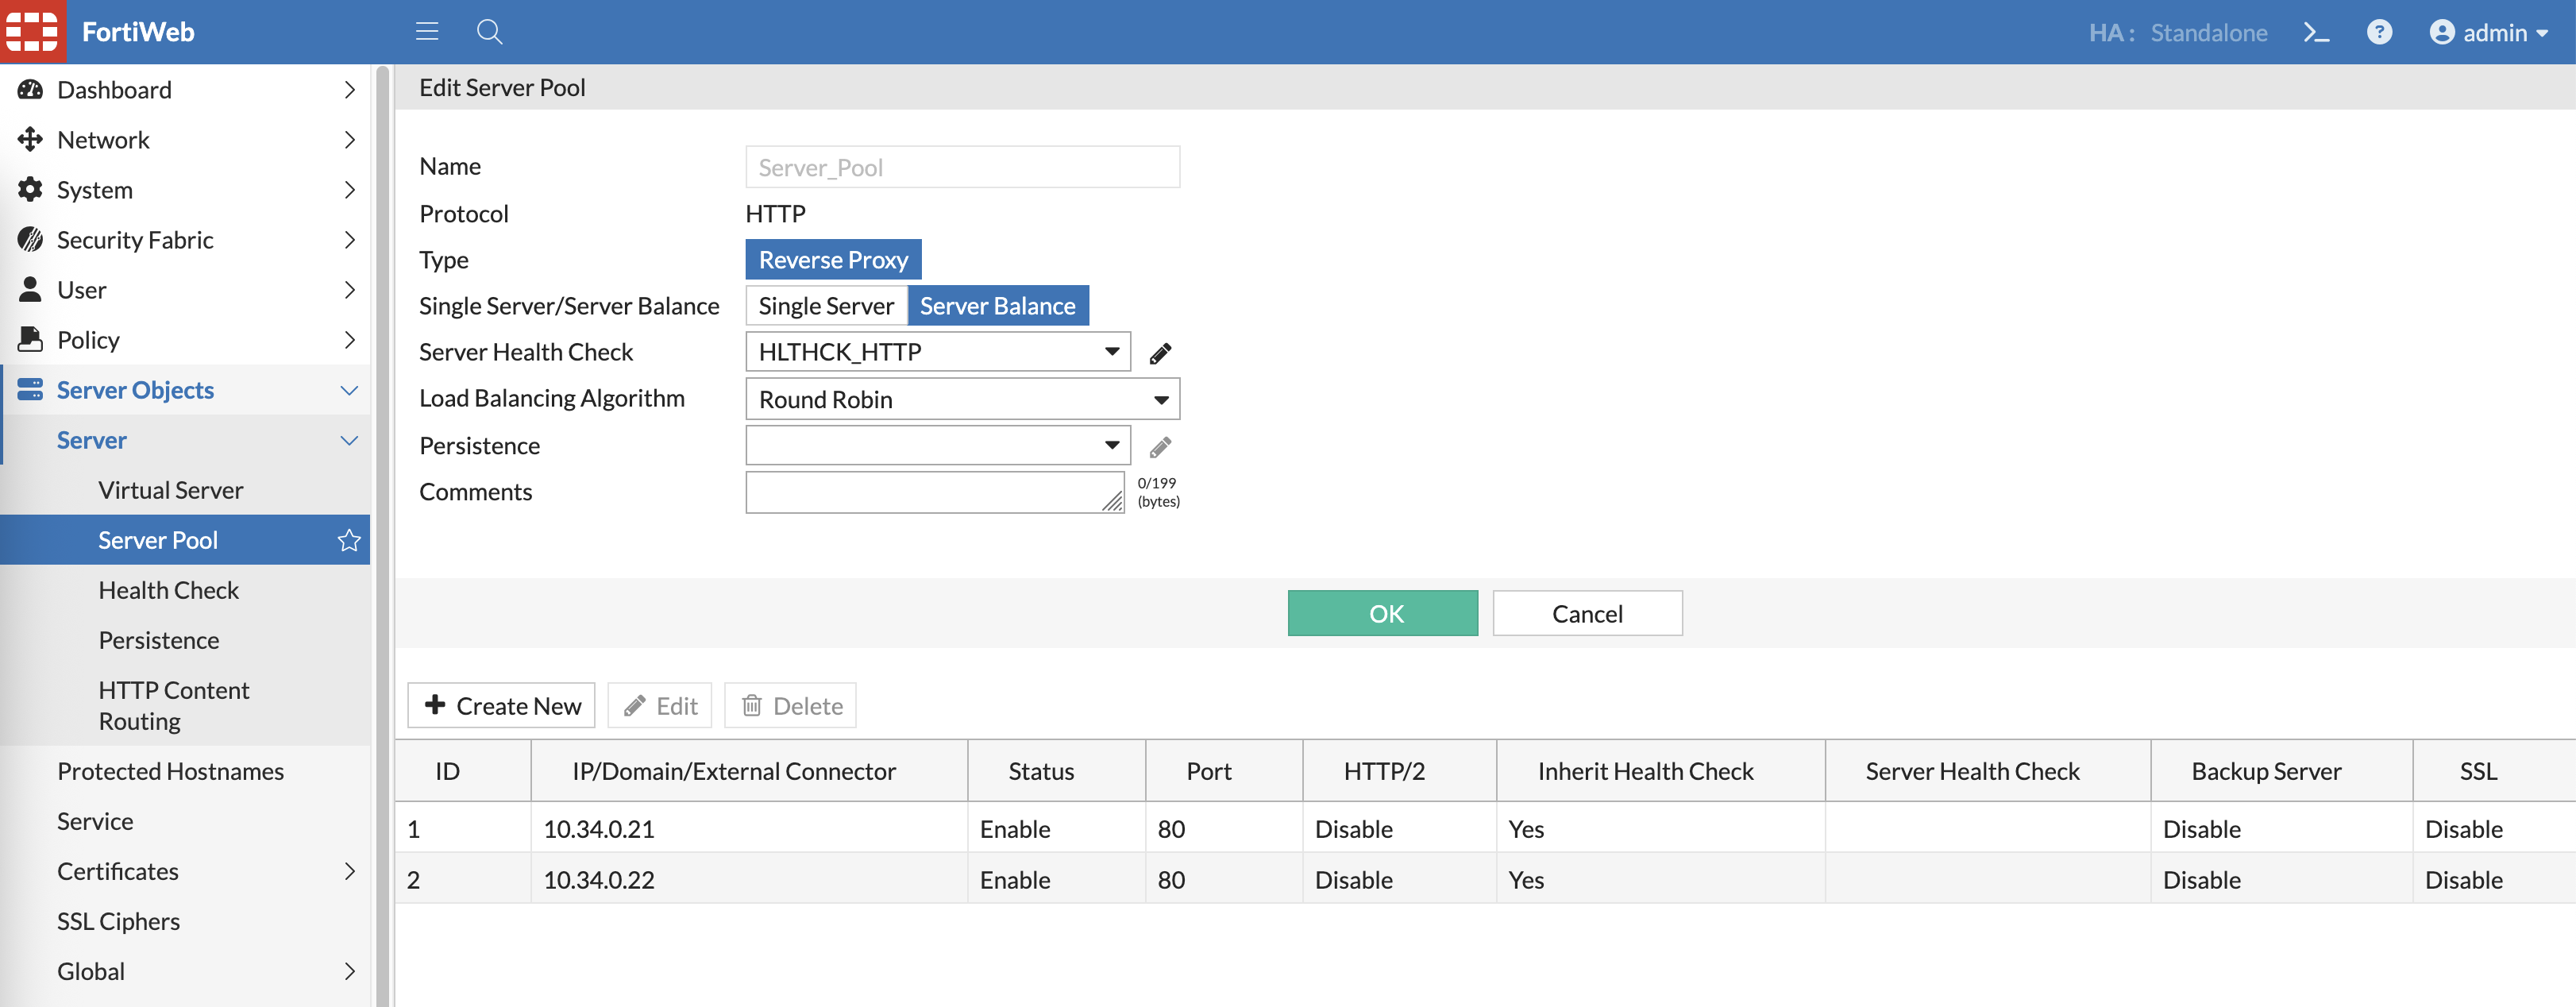 FortiWeb
HA: Standalone
admin
Dashboard
Network
System
Security Fabric
User
Policy
Server Objects
Server
Virtual Server
Server Pool
Health Check
Persistence
HTTP Content
Routing
Protected Hostnames
Service
Certificates
SSL Ciphers
Global
Edit Server Pool
Name Server_Pool
Protocol HTTP
Type Reverse Proxy
Single Server/Server Balance Single Server Server Balance
Server Health Check HLTHCK_HTTP
Load Balancing Algorithm Round Robin
Persistence
Comments 0/199
(bytes)
OK Cancel
Create New Edit Delete
ID IP/Domain/External Connector Status Port HTTP/2 Inherit Health Check Server Health Check Backup Server SSL
1 10.34.0.21 Enable 80 Disable Yes Disable Disable
2 10.34.0.22 Enable 80 Disable Yes Disable Disable